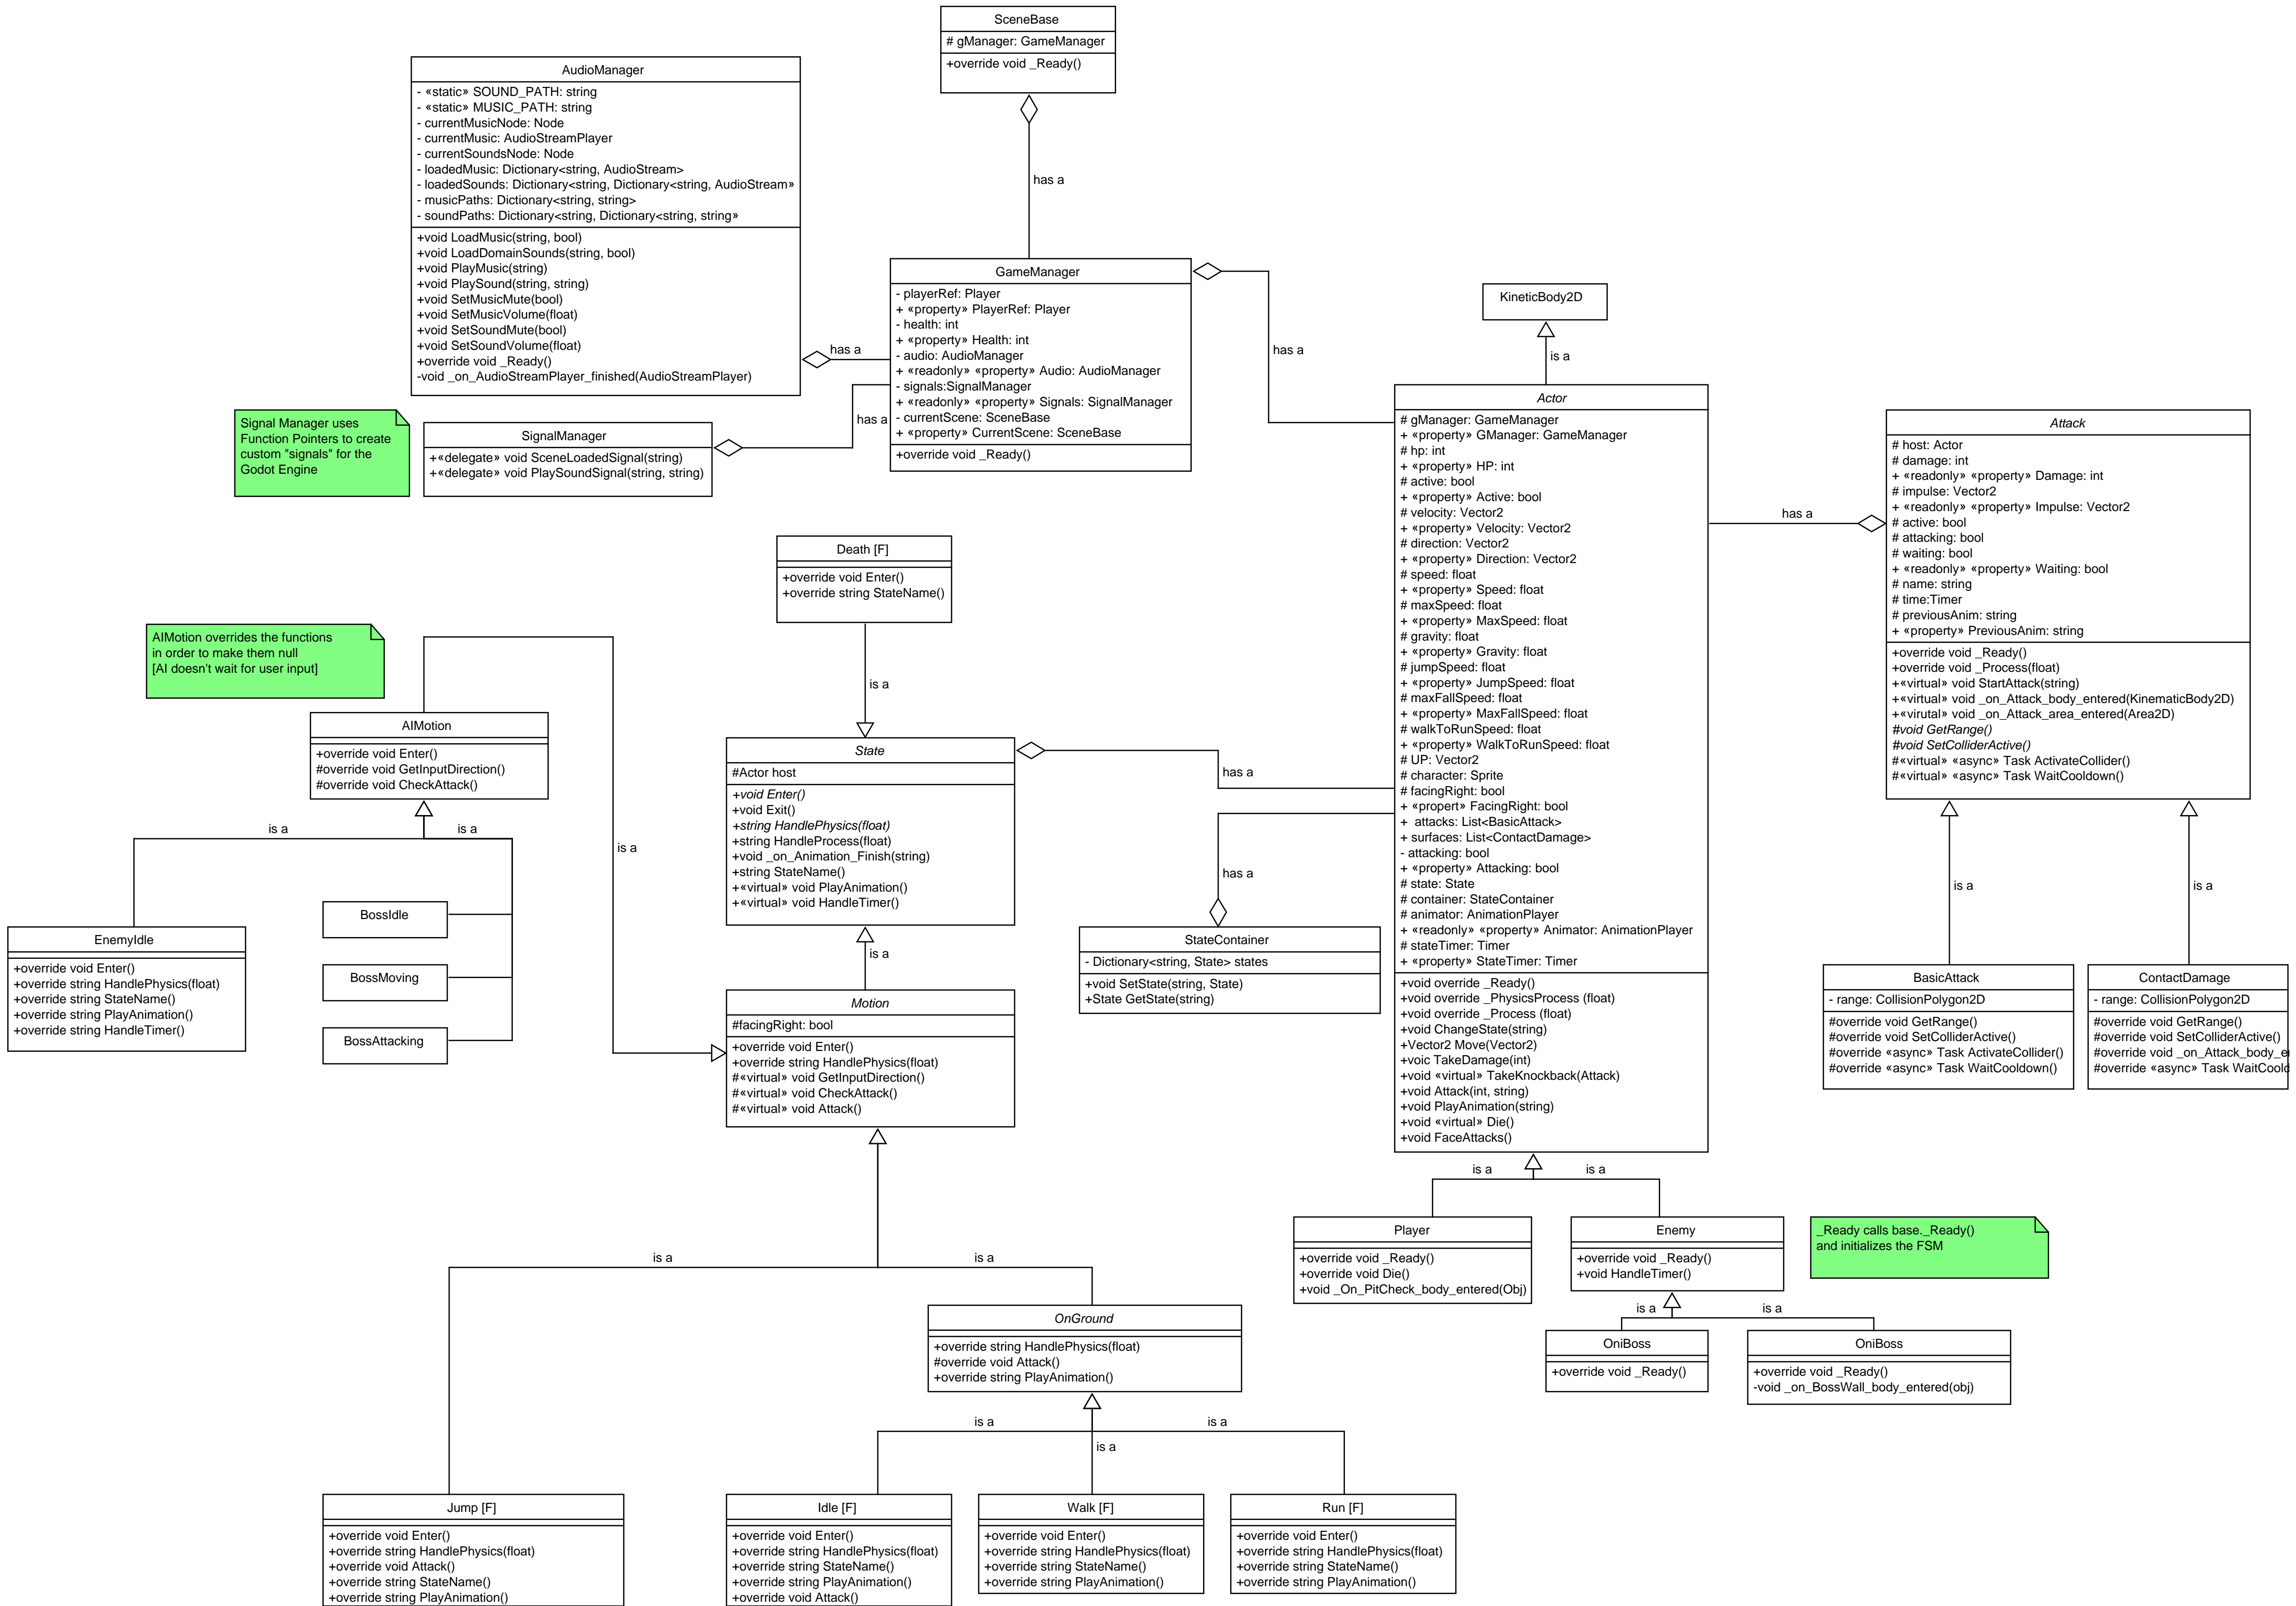 SceneBase
# gManager: GameManager
+override void _Ready()
has a
AudioManager
- «static» SOUND_PATH: string
- «static» MUSIC_PATH: string
- currentMusicNode: Node
- currentMusic: AudioStreamPlayer
- currentSoundsNode: Node
- loadedMusic: Dictionary<string, AudioStream>
- loadedSounds: Dictionary<string, Dictionary<string, AudioStream»
- musicPaths: Dictionary<string, string>
- soundPaths: Dictionary<string, Dictionary<string, string»
+void LoadMusic(string, bool)
+void LoadDomainSounds(string, bool)
+void PlayMusic(string)
+void PlaySound(string, string)
+void SetMusicMute(bool)
+void SetMusicVolume(float)
+void SetSoundMute(bool)
+void SetSoundVolume(float)
+override void _Ready()
-void _on_AudioStreamPlayer_finished(AudioStreamPlayer)
has a
GameManager
- playerRef: Player
+ «property» PlayerRef: Player
- health: int
+ «property» Health: int
- audio: AudioManager
+ «readonly» «property» Audio: AudioManager
- signals:SignalManager
+ «readonly» «property» Signals: SignalManager
- currentScene: SceneBase
+ «property» CurrentScene: SceneBase
+override void _Ready()
has a
has a
Signal Manager uses
Function Pointers to create
custom "signals" for the
Godot Engine
SignalManager
+«delegate» void SceneLoadedSignal(string)
+«delegate» void PlaySoundSignal(string, string)
KineticBody2D
is a
Actor
# gManager: GameManager
+ «property» GManager: GameManager
# hp: int
+ «property» HP: int
# active: bool
+ «property» Active: bool
# velocity: Vector2
+ «property» Velocity: Vector2
# direction: Vector2
+ «property» Direction: Vector2
# speed: float
+ «property» Speed: float
# maxSpeed: float
+ «property» MaxSpeed: float
# gravity: float
+ «property» Gravity: float
# jumpSpeed: float
+ «property» JumpSpeed: float
# maxFallSpeed: float
+ «property» MaxFallSpeed: float
# walkToRunSpeed: float
+ «property» WalkToRunSpeed: float
# UP: Vector2
# character: Sprite
# facingRight: bool
+ «propert» FacingRight: bool
+  attacks: List<BasicAttack>
+ surfaces: List<ContactDamage>
- attacking: bool
+ «property» Attacking: bool
# state: State
# container: StateContainer
# animator: AnimationPlayer
+ «readonly» «property» Animator: AnimationPlayer
# stateTimer: Timer
+ «property» StateTimer: Timer
+void override _Ready()
+void override _PhysicsProcess (float)
+void override _Process (float)
+void ChangeState(string)
+Vector2 Move(Vector2)
+voic TakeDamage(int)
+void «virtual» TakeKnockback(Attack)
+void Attack(int, string)
+void PlayAnimation(string)
+void «virtual» Die()
+void FaceAttacks()
has a
Attack
# host: Actor
# damage: int
+ «readonly» «property» Damage: int
# impulse: Vector2
+ «readonly» «property» Impulse: Vector2
# active: bool
# attacking: bool
# waiting: bool
+ «readonly» «property» Waiting: bool
# name: string
# time:Timer
# previousAnim: string
+ «property» PreviousAnim: string
+override void _Ready()
+override void _Process(float)
+«virtual» void StartAttack(string)
+«virtual» void _on_Attack_body_entered(KinematicBody2D)
+«virutal» void _on_Attack_area_entered(Area2D)
#void GetRange()
#void SetColliderActive()
#«virtual» «async» Task ActivateCollider()
#«virtual» «async» Task WaitCooldown()
is a
is a
BasicAttack
- range: CollisionPolygon2D
#override void GetRange()
#override void SetColliderActive()
#override «async» Task ActivateCollider()
#override «async» Task WaitCooldown()
ContactDamage
- range: CollisionPolygon2D
#override void GetRange()
#override void SetColliderActive()
#override void _on_Attack_body_e
#override «async» Task WaitCool
Death [F]
+override void Enter()
+override string StateName()
is a
AIMotion overrides the functions
in order to make them null
[AI doesn't wait for user input]
AIMotion
+override void Enter()
#override void GetInputDirection()
#override void CheckAttack()
is a
is a
is a
State
#Actor host
+void Enter()
+void Exit()
+string HandlePhysics(float)
+string HandleProcess(float)
+void _on_Animation_Finish(string)
+string StateName()
+«virtual» void PlayAnimation()
+«virtual» void HandleTimer()
has a
has a
StateContainer
- Dictionary<string, State> states
+void SetState(string, State)
+State GetState(string)
EnemyIdle
+override void Enter()
+override string HandlePhysics(float)
+override string StateName()
+override string PlayAnimation()
+override string HandleTimer()
BossIdle
BossMoving
BossAttacking
is a
Motion
#facingRight: bool
+override void Enter()
+override string HandlePhysics(float)
#«virtual» void GetInputDirection()
#«virtual» void CheckAttack()
#«virtual» void Attack()
is a
is a
is a
is a
Player
+override void _Ready()
+override void Die()
+void _On_PitCheck_body_entered(Obj)
Enemy
+override void _Ready()
+void HandleTimer()
_Ready calls base._Ready()
and initializes the FSM
is a
is a
OniBoss
+override void _Ready()
OniBoss
+override void _Ready()
-void _on_BossWall_body_entered(obj)
OnGround
+override string HandlePhysics(float)
#override void Attack()
+override string PlayAnimation()
is a
is a
is a
Jump [F]
+override void Enter()
+override string HandlePhysics(float)
+override void Attack()
+override string StateName()
+override string PlayAnimation()
Idle [F]
+override void Enter()
+override string HandlePhysics(float)
+override string StateName()
+override string PlayAnimation()
+override void Attack()
Walk [F]
+override void Enter()
+override string HandlePhysics(float)
+override string StateName()
+override string PlayAnimation()
Run [F]
+override void Enter()
+override string HandlePhysics(float)
+override string StateName()
+override string PlayAnimation()